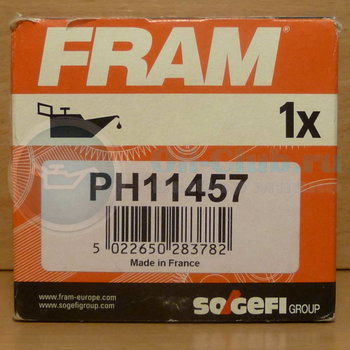 FRAM®
1x
PH11457
5 022650 283782
Made in France
www.fram-europe.com
www.sogefigroup.com
SOGEFI GROUP